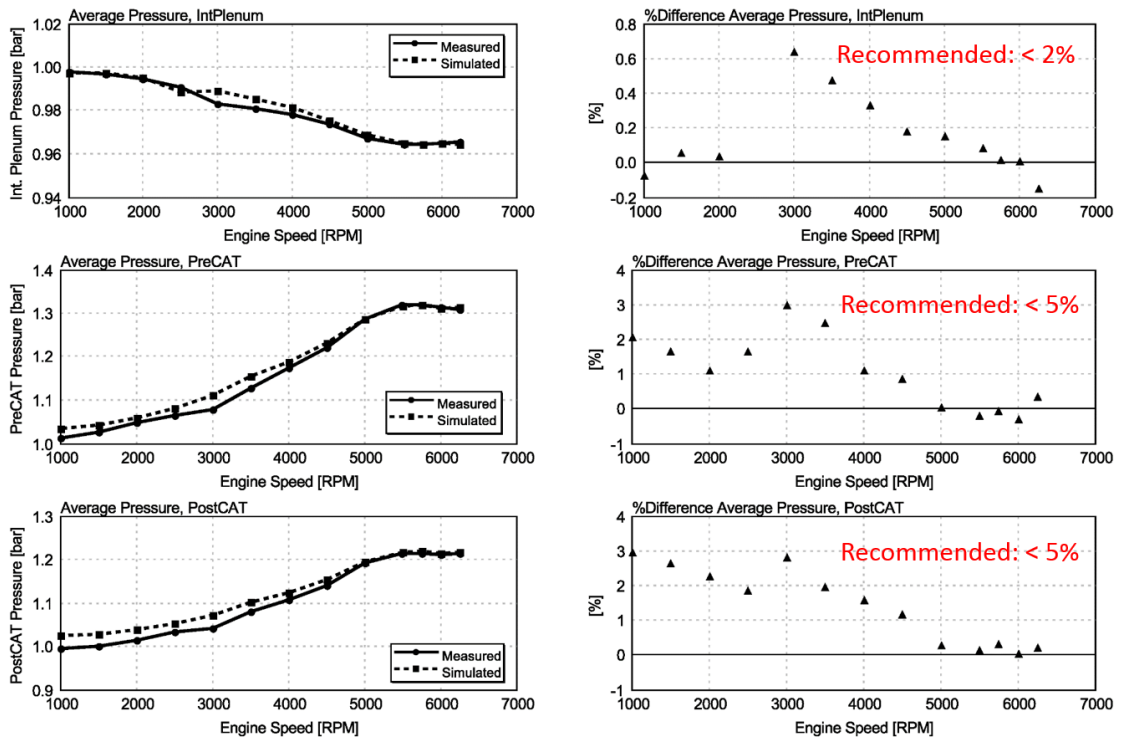 Average Pressure, IntPlenum
Int. Plenum Pressure [bar]
1.02
1.00
0.98
0.96
0.94
Measured
Simulated
1000 2000 3000 4000 5000 6000 7000
Engine Speed [RPM]
%Difference Average Pressure, IntPlenum
Recommended: < 2%
[%]
0.8
0.6
0.4
0.2
0.0
-0.2
1000 2000 3000 4000 5000 6000 7000
Engine Speed [RPM]
Average Pressure, PreCAT
PreCAT Pressure [bar]
1.4
1.3
1.2
1.1
1.0
Measured
Simulated
1000 2000 3000 4000 5000 6000 7000
Engine Speed [RPM]
%Difference Average Pressure, PreCAT
Recommended: < 5%
[%]
4
3
2
1
0
-1
1000 2000 3000 4000 5000 6000 7000
Engine Speed [RPM]
Average Pressure, PostCAT
PostCAT Pressure [bar]
1.3
1.2
1.1
1.0
0.9
Measured
Simulated
1000 2000 3000 4000 5000 6000 7000
Engine Speed [RPM]
%Difference Average Pressure, PostCAT
Recommended: < 5%
[%]
4
3
2
1
0
-1
1000 2000 3000 4000 5000 6000 7000
Engine Speed [RPM]